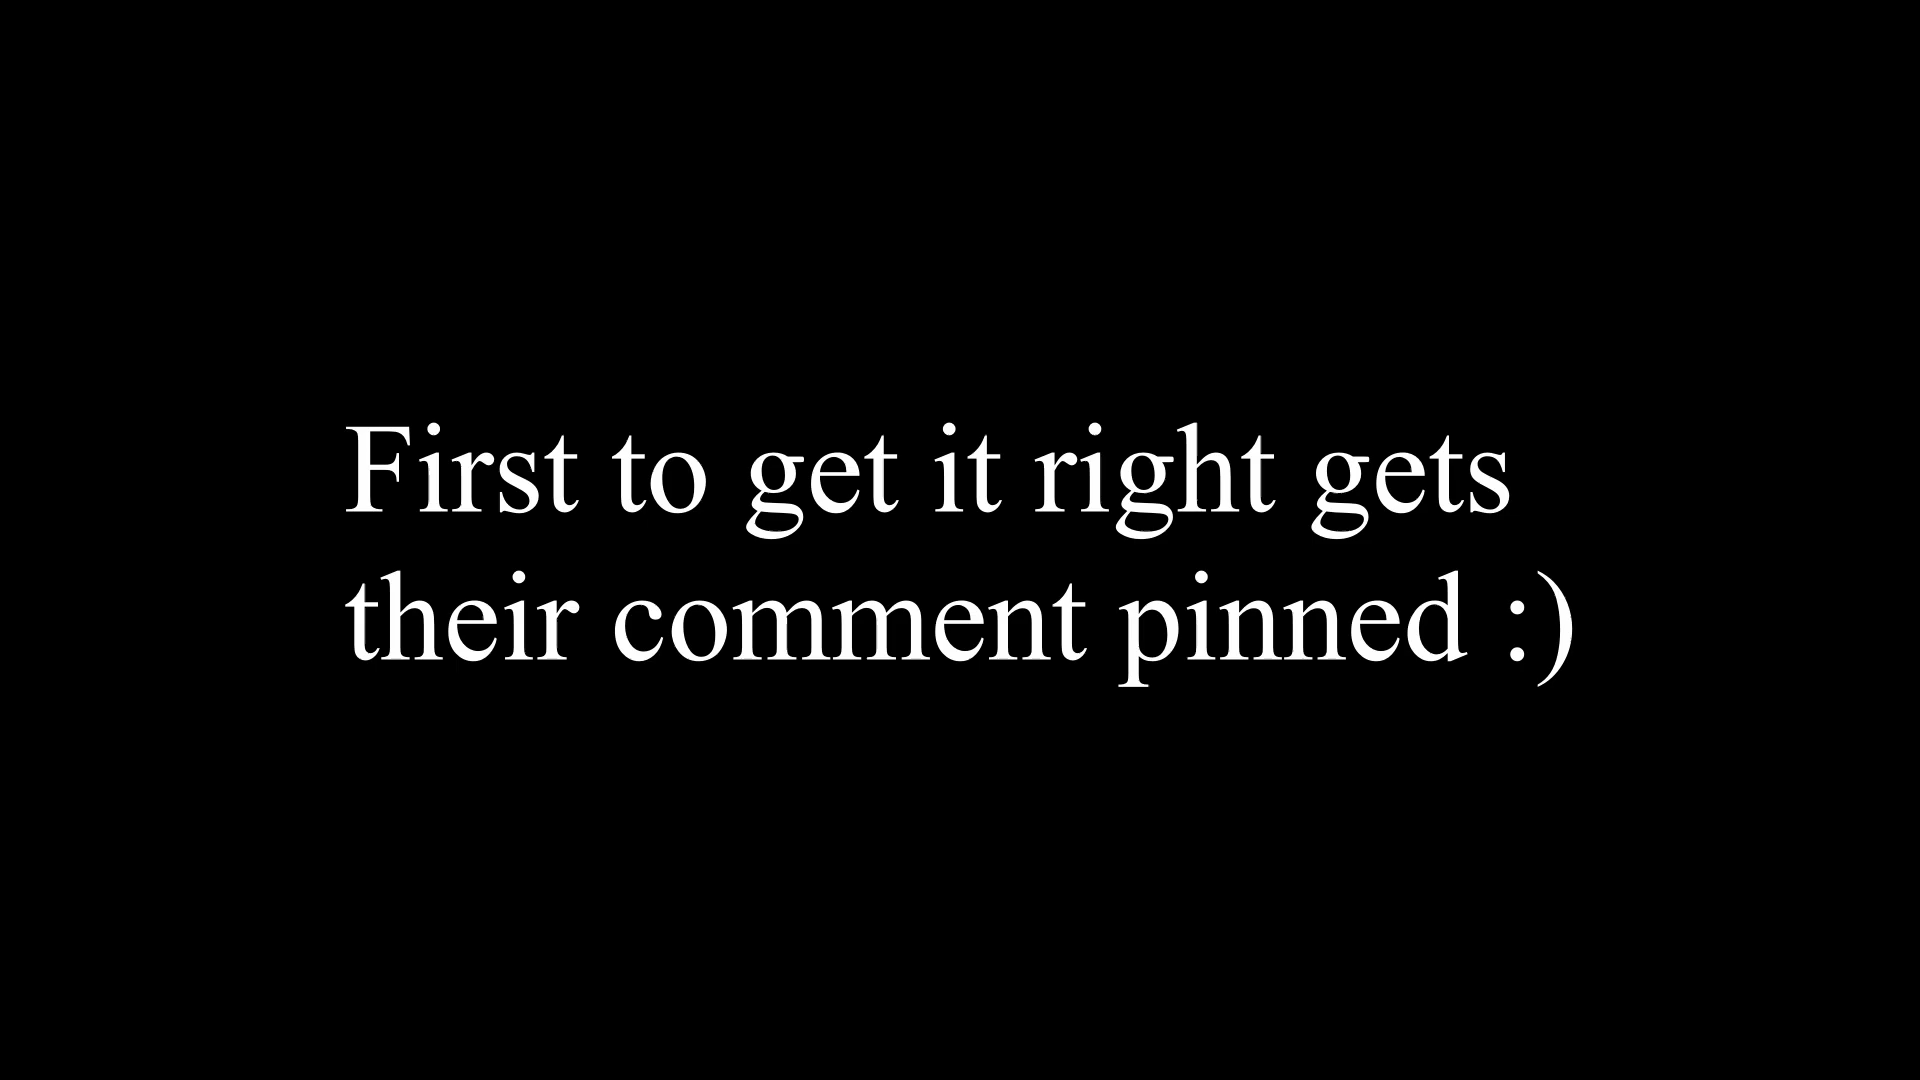 First to get it right gets
their comment pinned :)